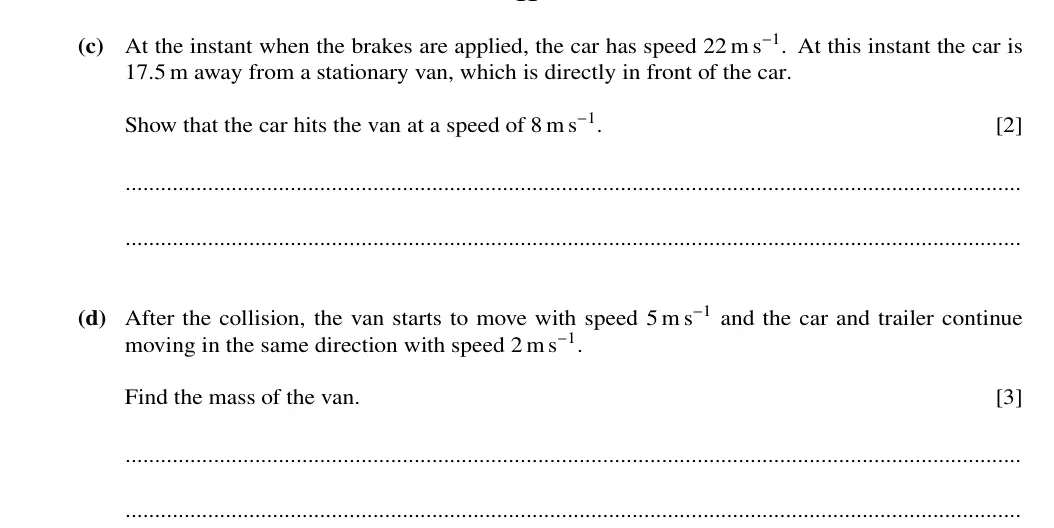 (c) At the instant when the brakes are applied, the car has speed 22 m s⁻¹. At this instant the car is
17.5 m away from a stationary van, which is directly in front of the car.
Show that the car hits the van at a speed of 8 m s⁻¹. [2]
(d) After the collision, the van starts to move with speed 5 m s⁻¹ and the car and trailer continue
moving in the same direction with speed 2 m s⁻¹.
Find the mass of the van. [3]